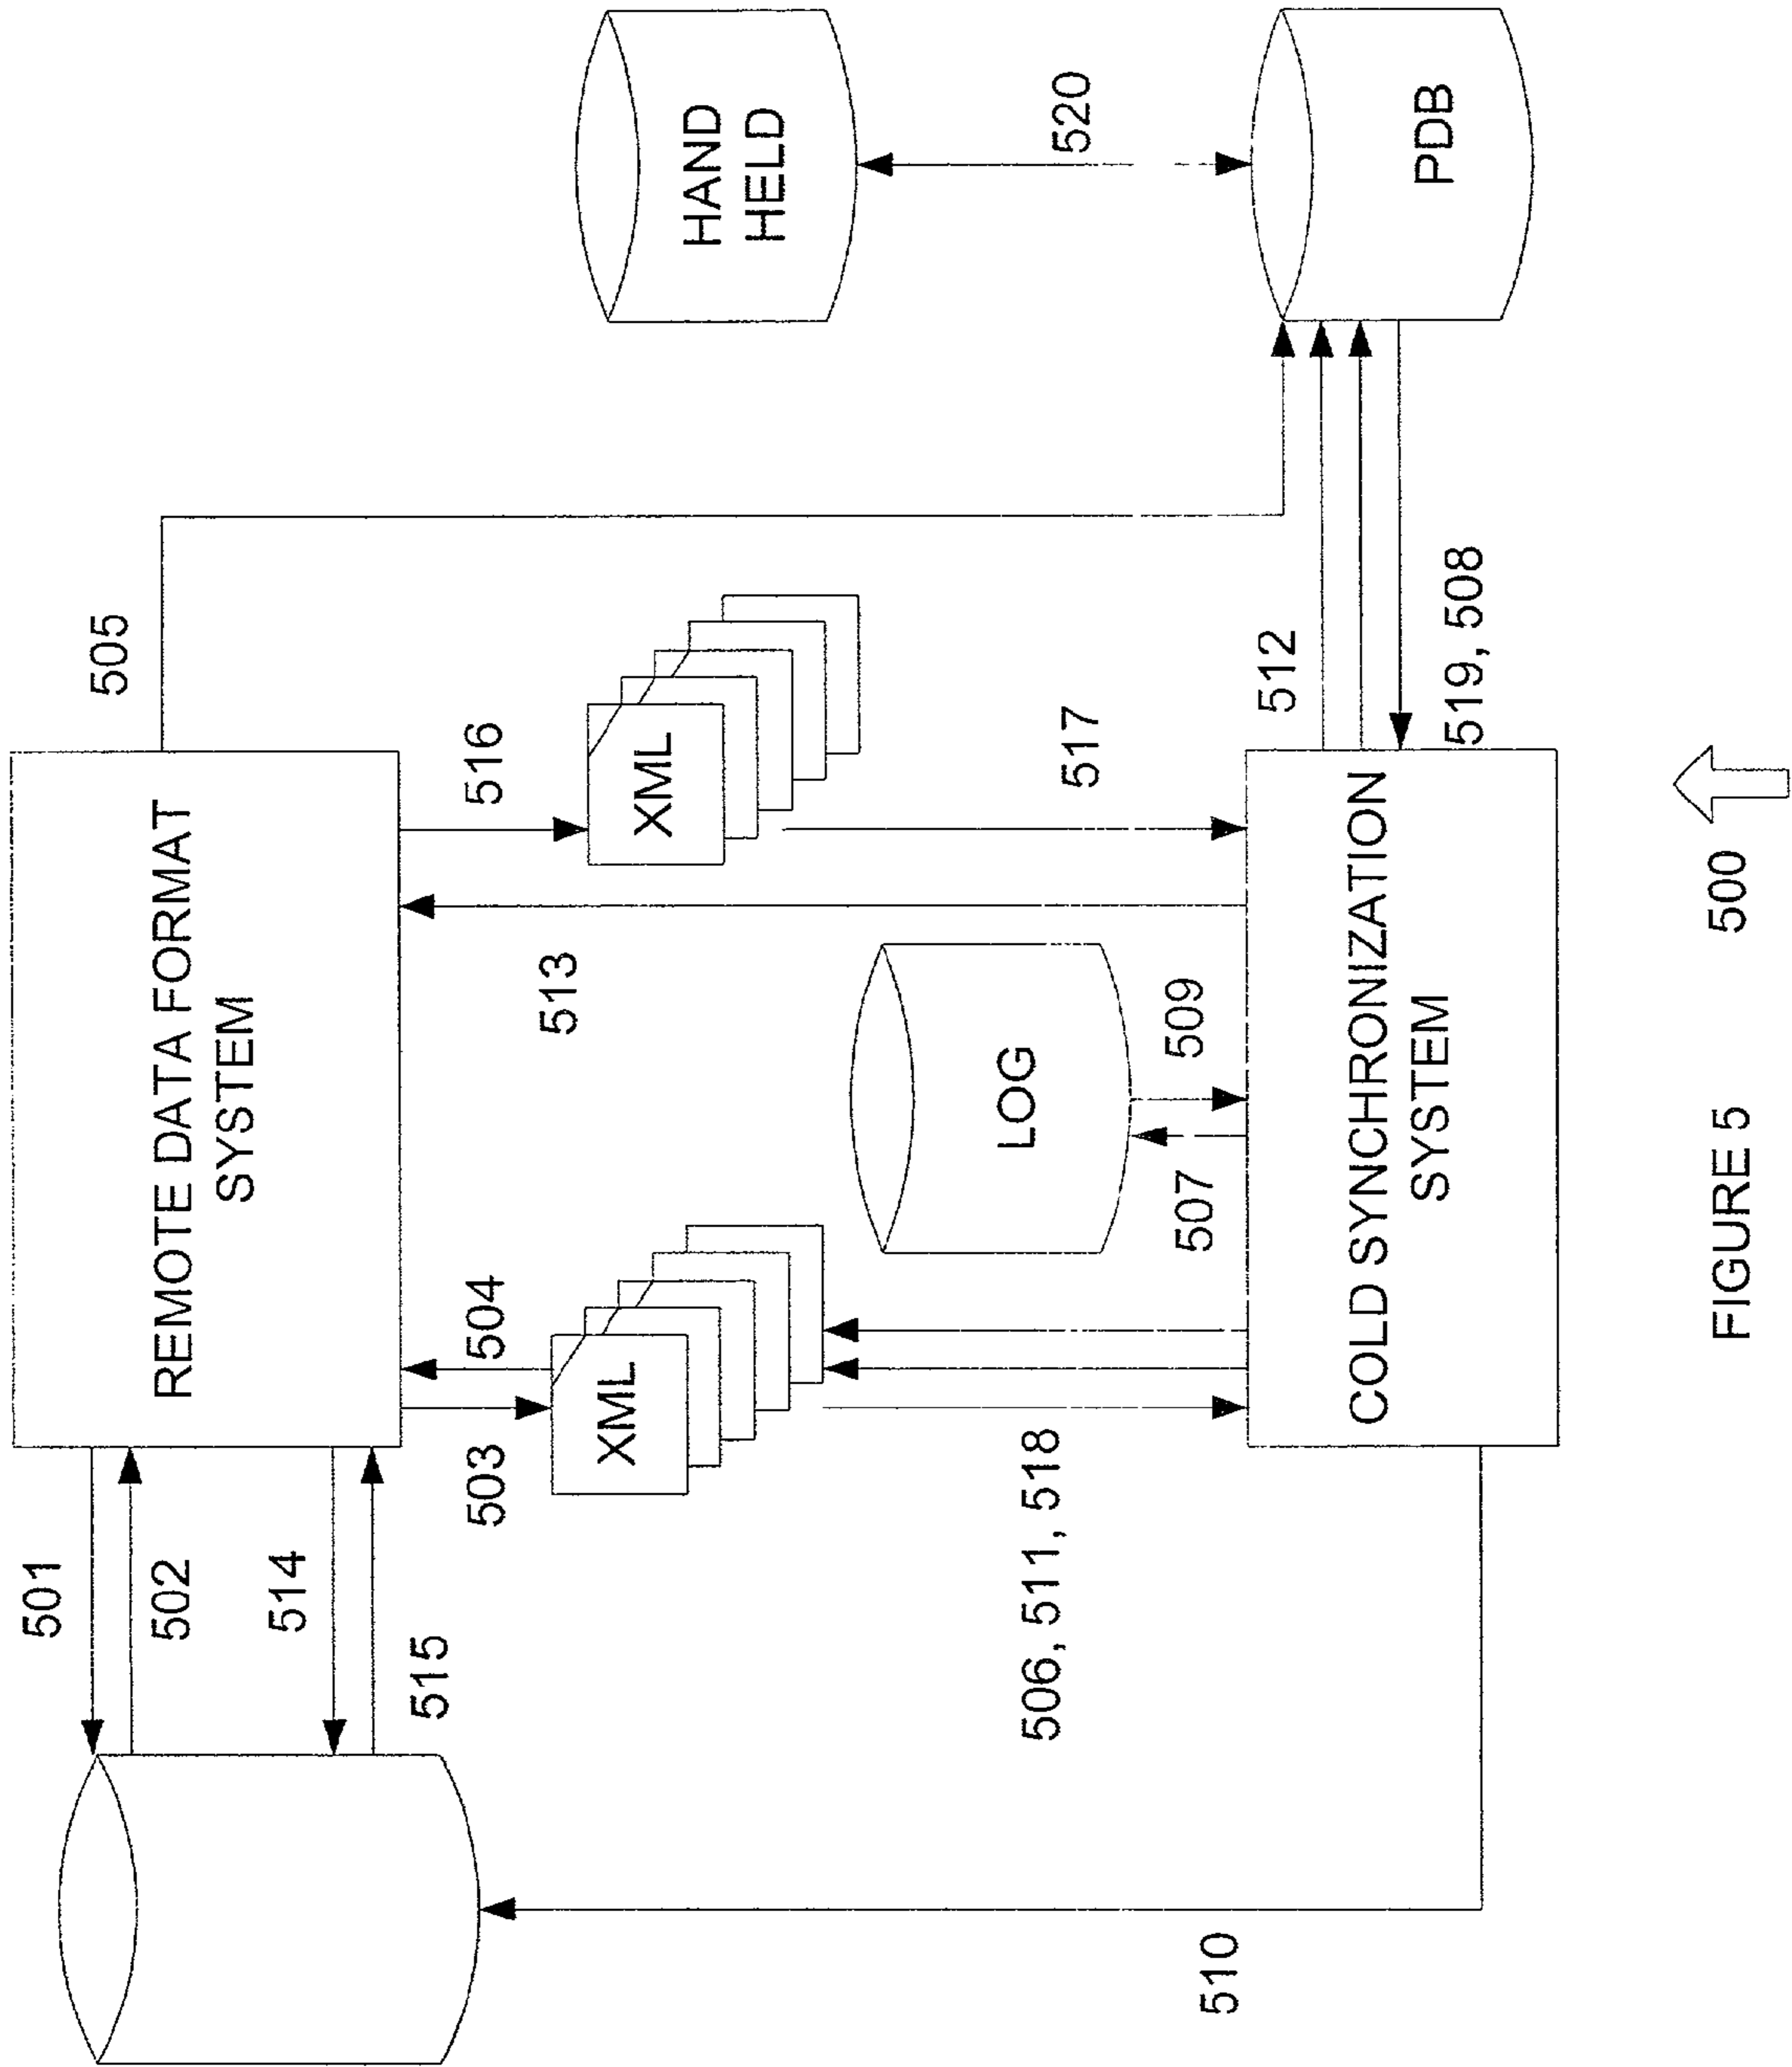 501
505
502
REMOTE DATA FORMAT
SYSTEM
514
515
503
504
516
513
XML
XML
HAND
HELD
LOG
506, 511, 518
517
520
507
509
510
512
COLD SYNCHRONIZATION
SYSTEM
PDB
519, 508
FIGURE 5
500